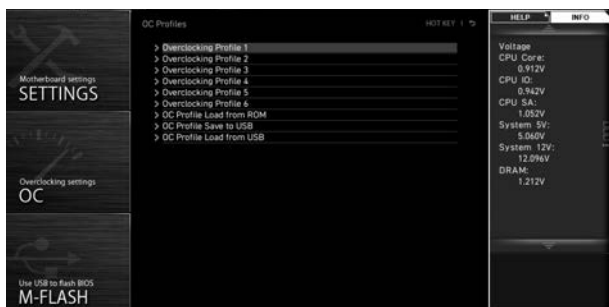 OC Profiles
HOT KEY
HELP
INFO
Motherboard settings
SETTINGS
Overclocking settings
OC
Use USB to flash BIOS
M-FLASH
> Overclocking Profile 1
> Overclocking Profile 2
> Overclocking Profile 3
> Overclocking Profile 4
> Overclocking Profile 5
> Overclocking Profile 6
> OC Profile Load from ROM
> OC Profile Save to USB
> OC Profile Load from USB
Voltage
CPU Core:
0.912V
CPU IO:
0.942V
CPU SA:
1.052V
System 5V:
5.060V
System 12V:
12.096V
DRAM:
1.212V